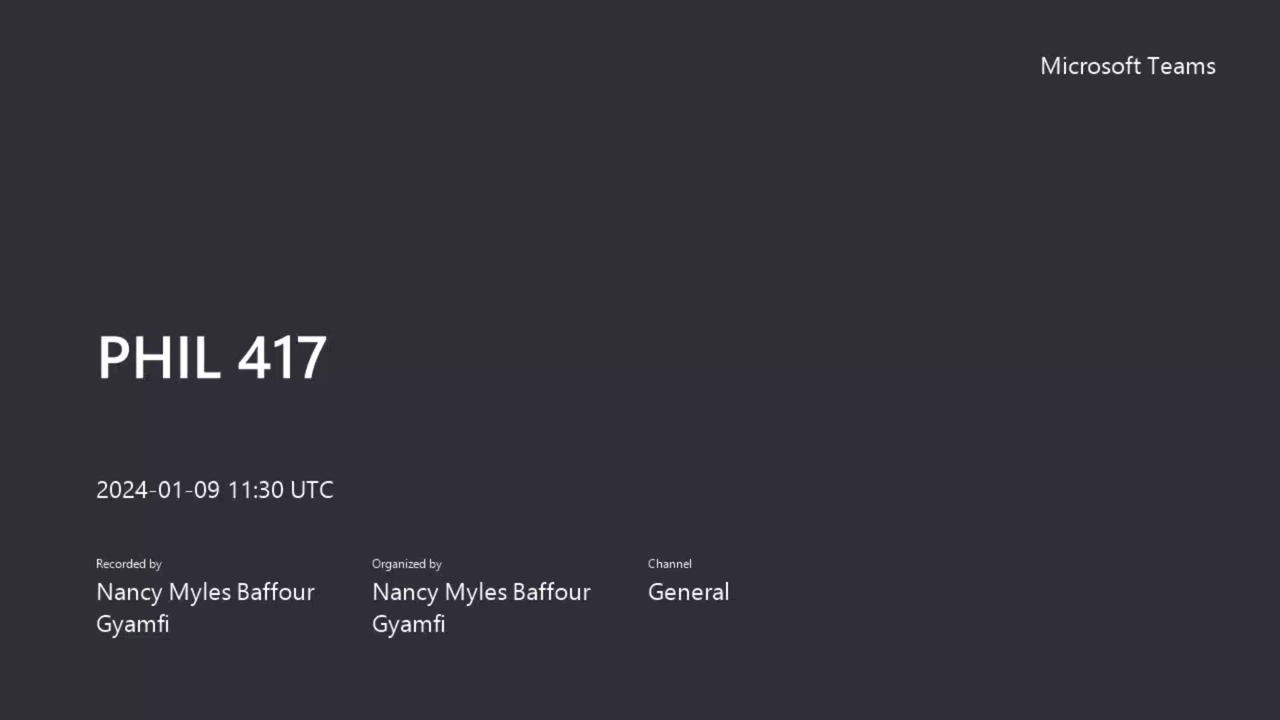 Microsoft Teams
PHIL 417
2024-01-09 11:30 UTC
Recorded by
Nancy Myles Baffour
Gyamfi
Organized by
Nancy Myles Baffour
Gyamfi
Channel
General